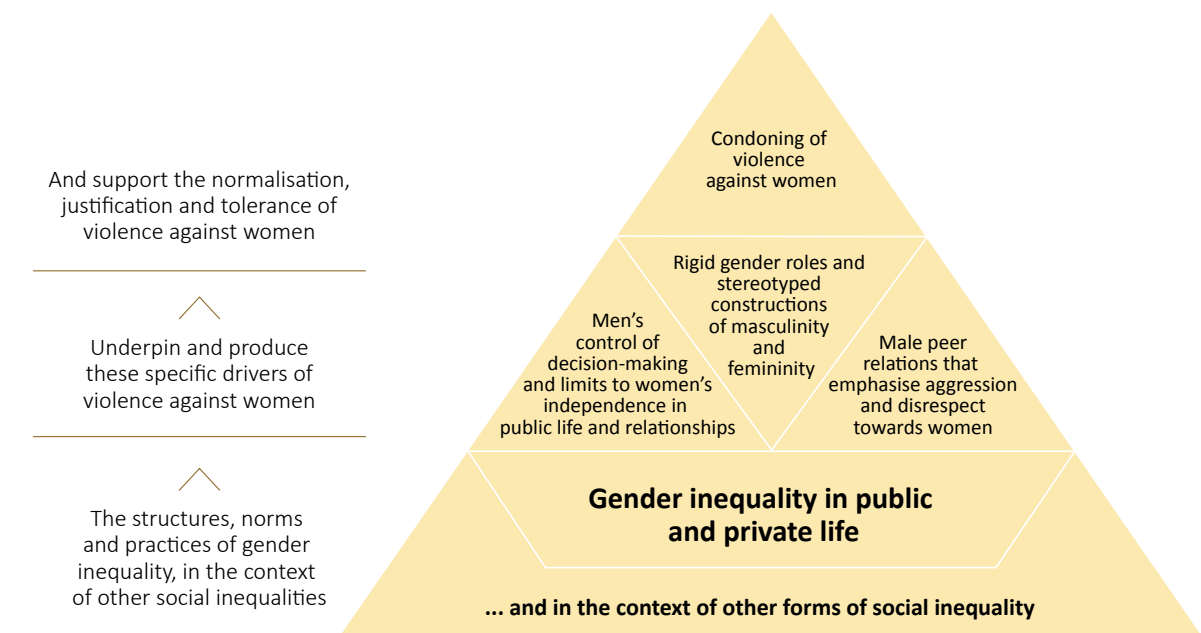 And support the normalisation,
justification and tolerance of
violence against women
Underpin and produce
these specific drivers of
violence against women
The structures, norms
and practices of gender
inequality, in the context
of other social inequalities
Condoning of
violence
against women
Men’s
control of
decision-making
and limits to women’s
independence in
public life and relationships
Rigid gender roles and
stereotyped
constructions
of masculinity
and
femininity
Male peer
relations that
emphasise aggression
and disrespect
towards women
Gender inequality in public
and private life
... and in the context of other forms of social inequality